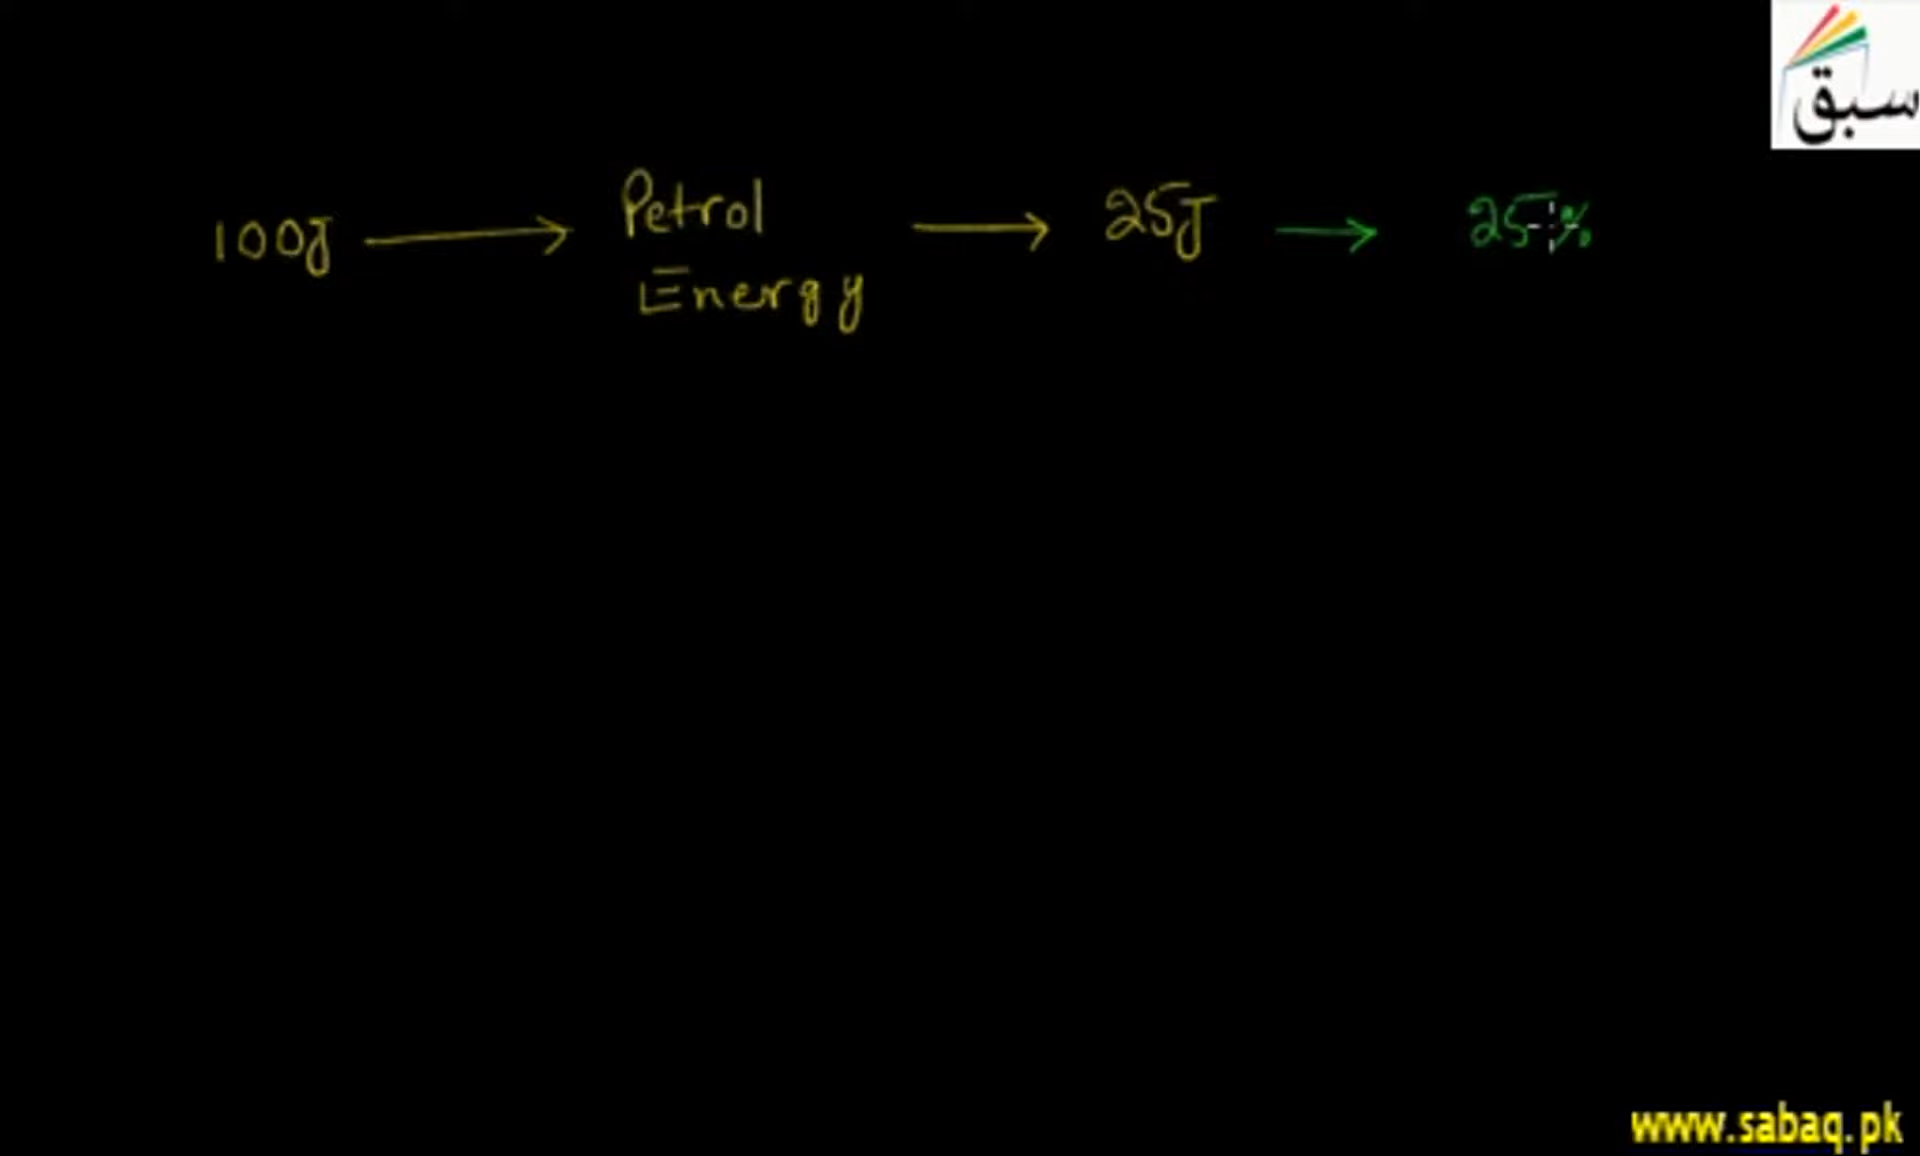 سبق
100J → Petrol Energy → 25J → 25%
www.sabaq.pk